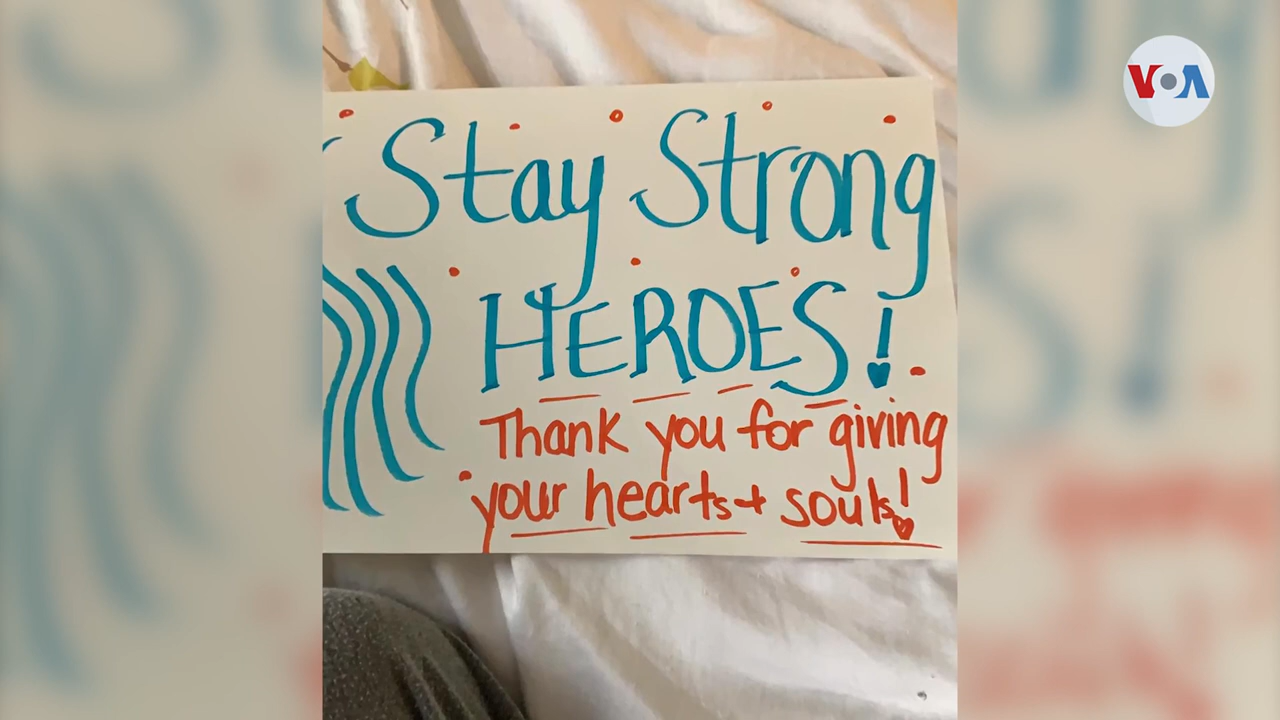 VOA
Stay Strong
HEROES!
Thank you for giving
your hearts + souls!